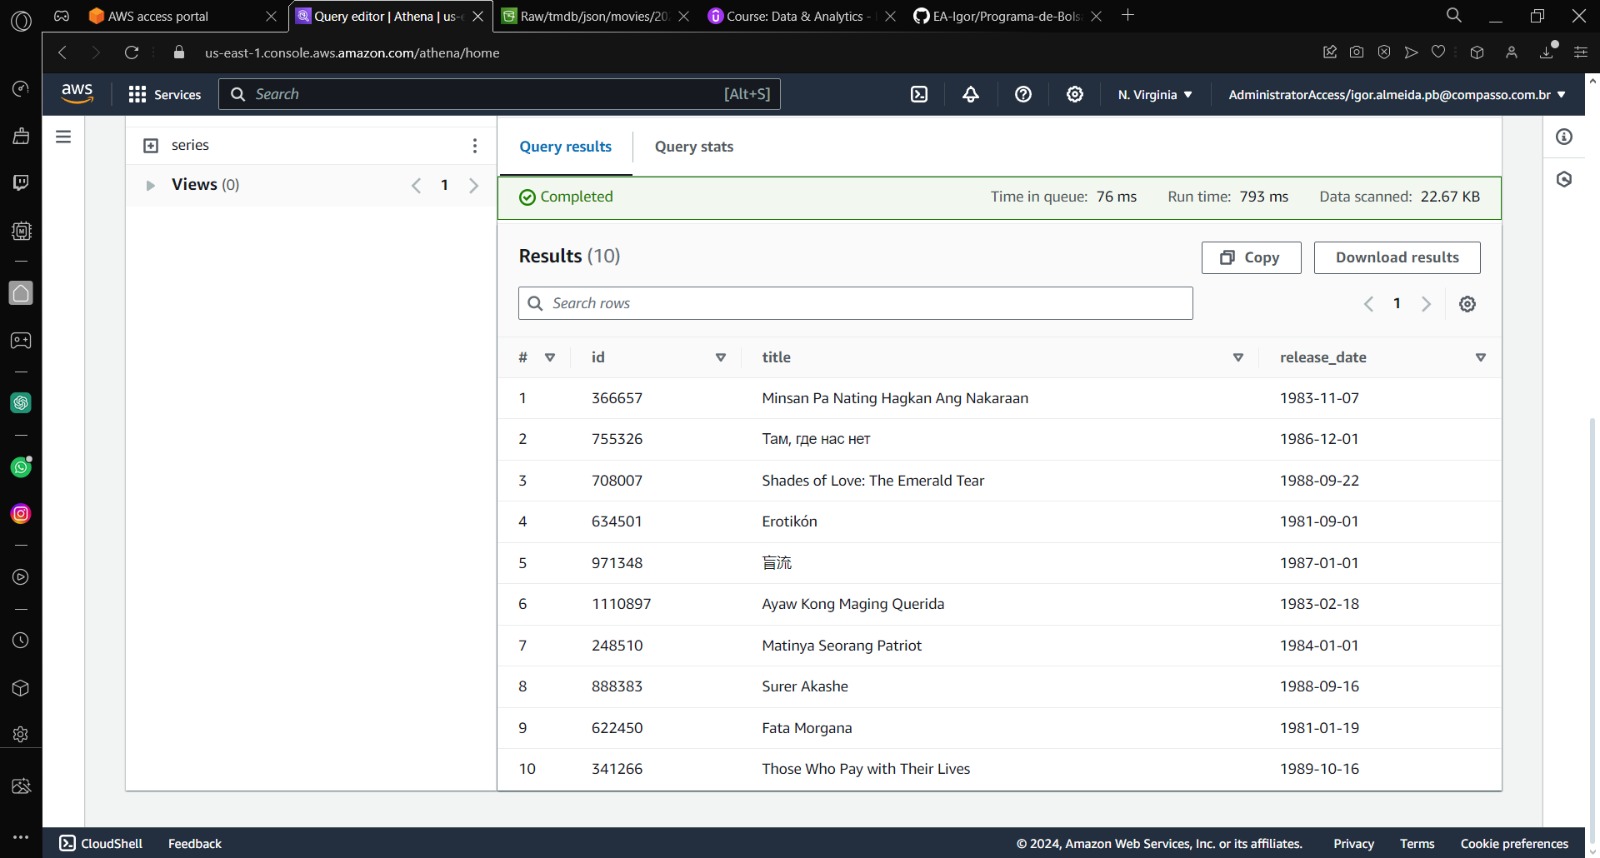 AWS access portal
Query editor | Athena | us-
Raw/tmdb/json/movies/20
Course: Data & Analytics -
EA-Igor/Programa-de-Bols
us-east-1.console.aws.amazon.com/athena/home
aws
Services
Search
[Alt+S]
N. Virginia
AdministratorAccess/igor.almeida.pb@compasso.com.br
series
Views (0)
1
Query results
Query stats
Completed
Time in queue: 76 ms
Run time: 793 ms
Data scanned: 22.67 KB
Results (10)
Copy
Download results
Search rows
1
# id title release_date
1 366657 Minsan Pa Nating Hagkan Ang Nakaraan 1983-11-07
2 755326 Там, где нас нет 1986-12-01
3 708007 Shades of Love: The Emerald Tear 1988-09-22
4 634501 Erotikón 1981-09-01
5 971348 盲流 1987-01-01
6 1110897 Ayaw Kong Maging Querida 1983-02-18
7 248510 Matinya Seorang Patriot 1984-01-01
8 888383 Surer Akashe 1988-09-16
9 622450 Fata Morgana 1981-01-19
10 341266 Those Who Pay with Their Lives 1989-10-16
CloudShell
Feedback
© 2024, Amazon Web Services, Inc. or its affiliates.
Privacy
Terms
Cookie preferences